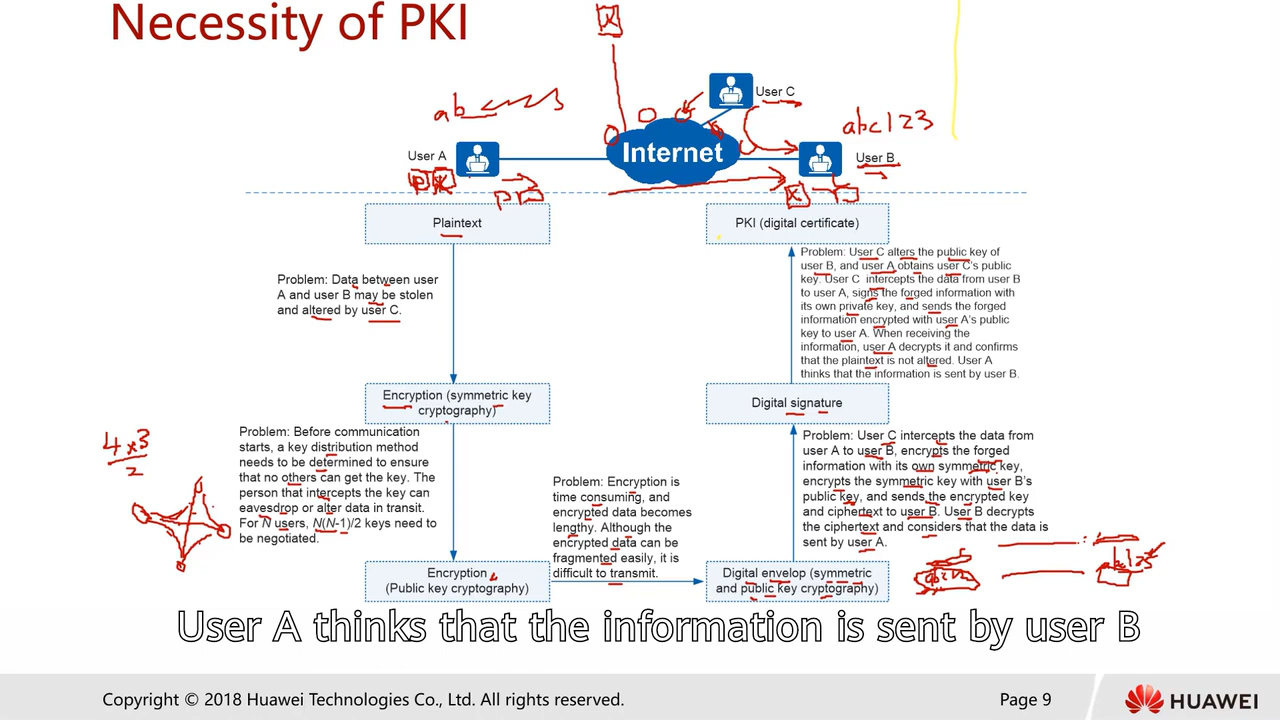 Necessity of PKI
User C
ab
abc123
User A
Internet
User B
Plaintext
PKI (digital certificate)
Problem: Data between user
A and user B may be stolen
and altered by user C.
Problem: User C alters the public key of
user B, and user A obtains user C's public
key. User C intercepts the data from user B
to user A, signs the forged information with
its own private key, and sends the forged
information encrypted with user A's public
key to user A. When receiving the
information, user A decrypts it and confirms
that the plaintext is not altered. User A
thinks that the information is sent by user B.
Encryption (symmetric key
cryptography)
Digital signature
4x3
2
Problem: Before communication
starts, a key distribution method
needs to be determined to ensure
that no others can get the key. The
person that intercepts the key can
eavesdrop or alter data in transit.
For N users, N(N-1)/2 keys need to
be negotiated.
Problem: Encryption is
time consuming, and
encrypted data becomes
lengthy. Although the
encrypted data can be
fragmented easily, it is
difficult to transmit.
Problem: User C intercepts the data from
user A to user B, encrypts the forged
information with its own symmetric key,
encrypts the symmetric key with user B's
public key, and sends the encrypted key
and ciphertext to user B. User B decrypts
the ciphertext and considers that the data is
sent by user A.
abc123
Encryption
(Public key cryptography)
Digital envelop (symmetric
and public key cryptography)
User A thinks that the information is sent by user B
Copyright © 2018 Huawei Technologies Co., Ltd. All rights reserved.
Page 9
HUAWEI